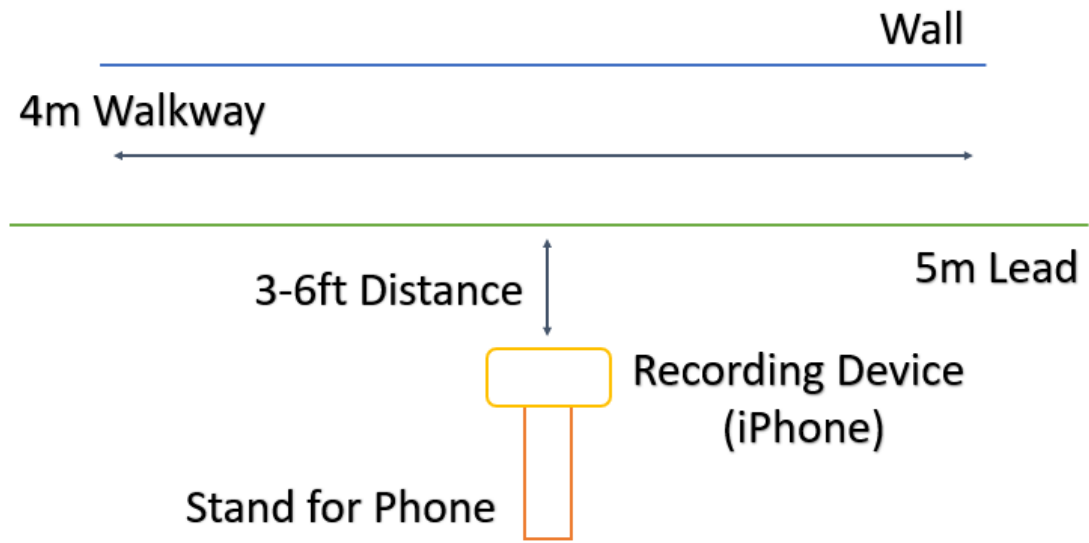 Wall
4m Walkway
5m Lead
3-6ft Distance
Recording Device
(iPhone)
Stand for Phone